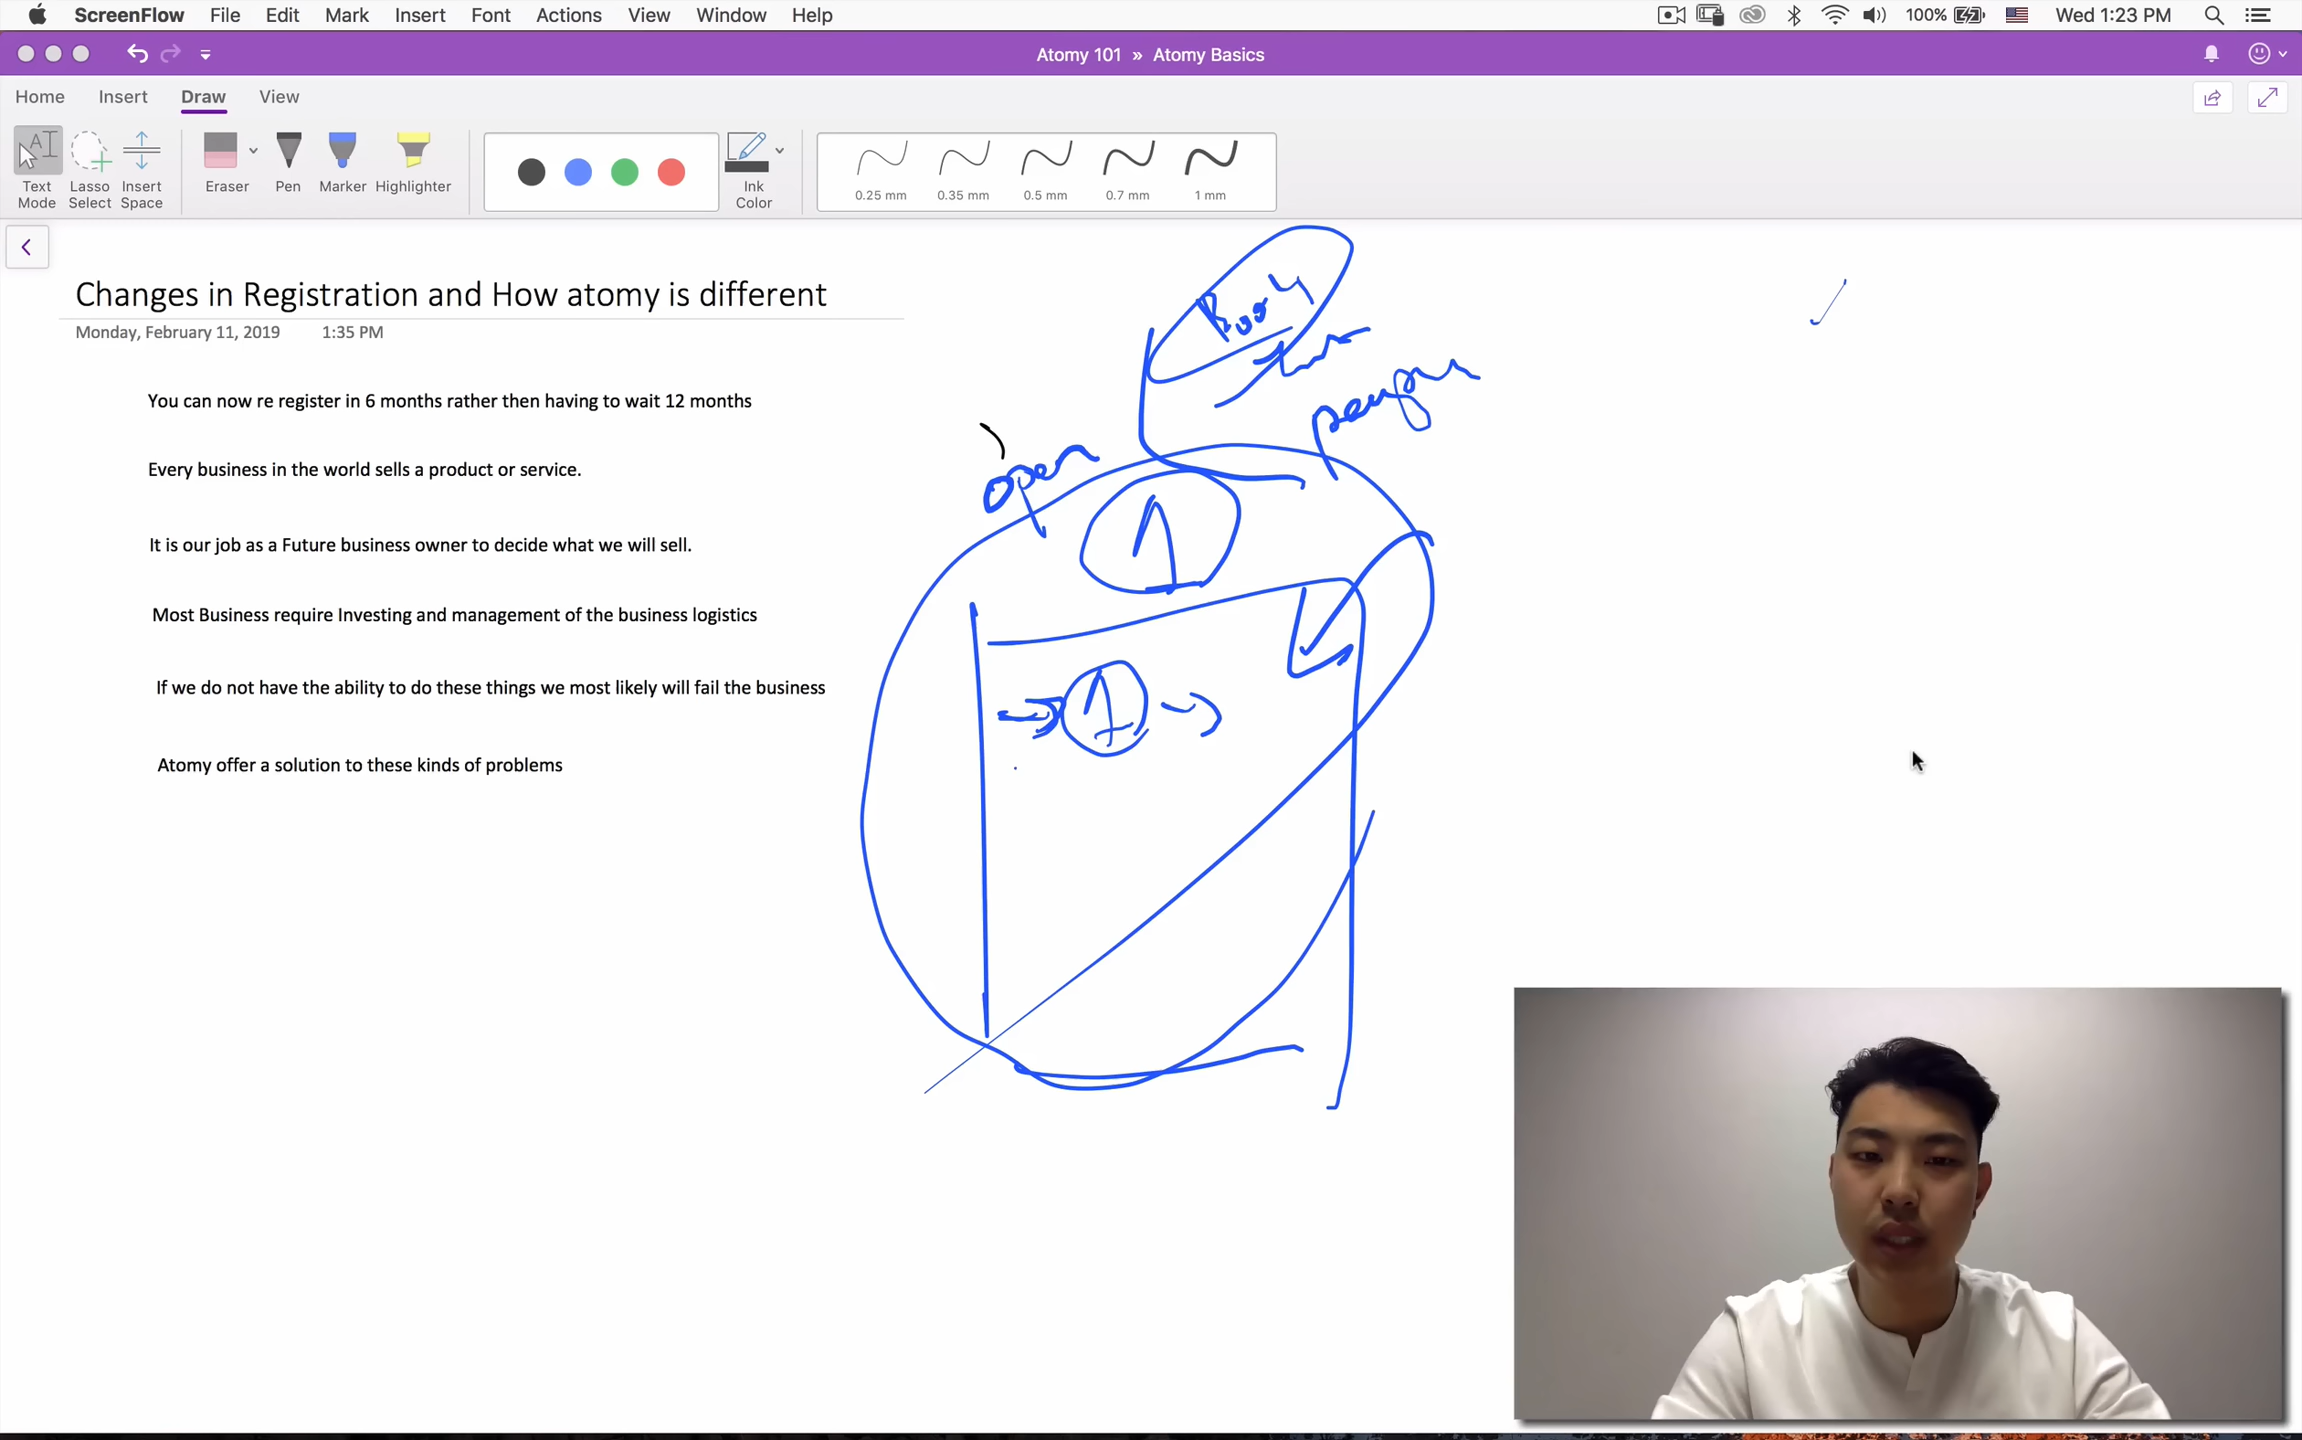 ScreenFlow File Edit Mark Insert Font Actions View Window Help 100% Wed 1:23 PM
Atomy 101 » Atomy Basics
Home Insert Draw View
Text Mode
Lasso Select
Insert Space
Eraser
Pen
Marker
Highlighter
Ink Color
0.25 mm 0.35 mm 0.5 mm 0.7 mm 1 mm
Changes in Registration and How atomy is different
Monday, February 11, 2019 1:35 PM
You can now re register in 6 months rather then having to wait 12 months
Every business in the world sells a product or service.
It is our job as a Future business owner to decide what we will sell.
Most Business require Investing and management of the business logistics
If we do not have the ability to do these things we most likely will fail the business
Atomy offer a solution to these kinds of problems
open
1
1